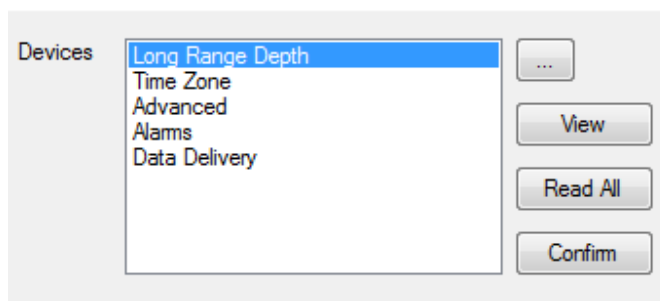 Devices
Long Range Depth
Time Zone
Advanced
Alarms
Data Delivery
...
View
Read All
Confirm